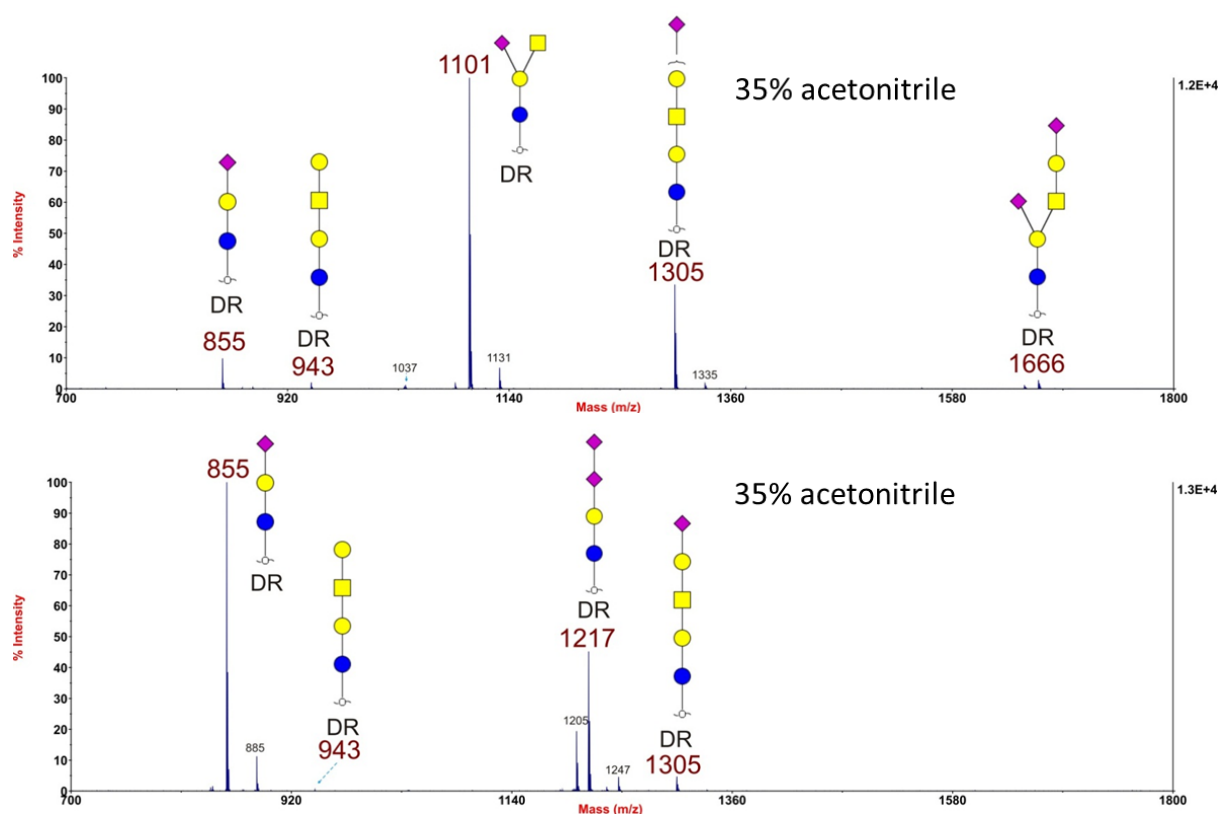 1101
35% acetonitrile
1.2E+4
100
90
80
70
60
50
40
30
20
10
0
% Intensity
DR
855
DR
943
1037
DR
1131
DR
1305
1335
DR
1666
700
920
1140
1360
1580
1800
Mass (m/z)
855
35% acetonitrile
1.3E+4
100
90
80
70
60
50
40
30
20
10
0
% Intensity
DR
885
DR
943
DR
1217
1205
1247
DR
1305
700
920
1140
1360
1580
1800
Mass (m/z)